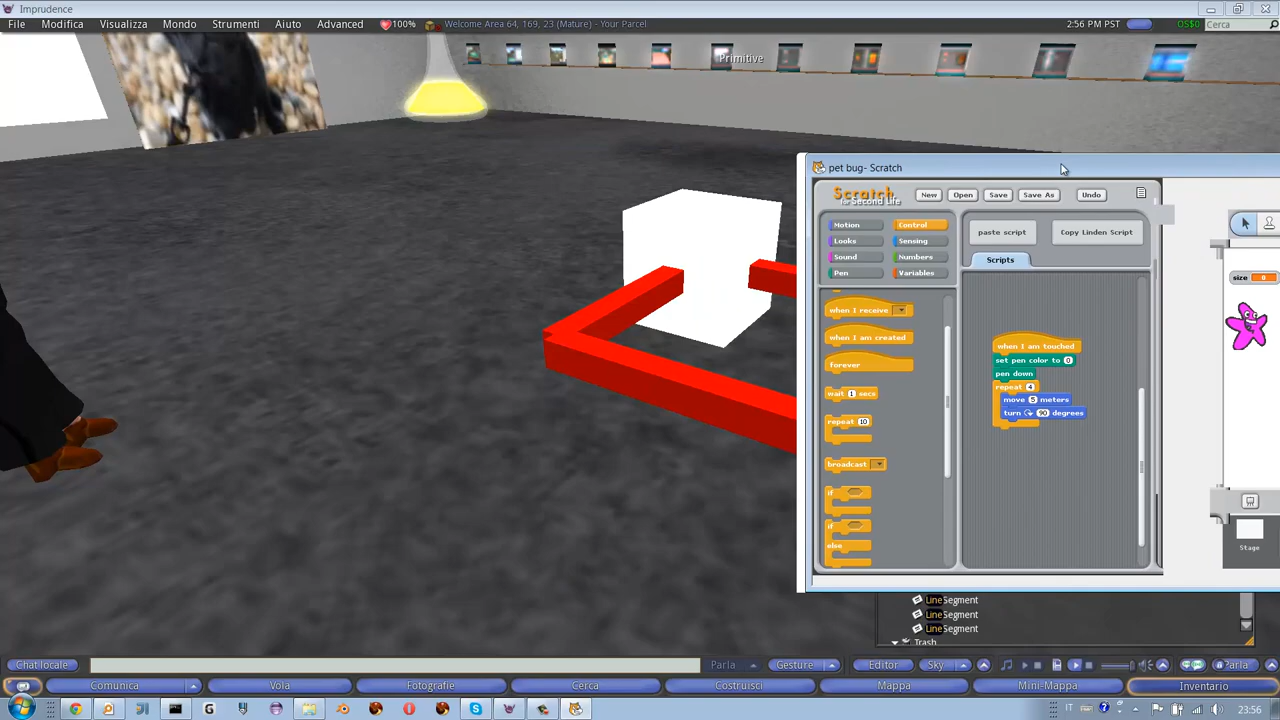 Imprudence
File Modifica Visualizza Mondo Strumenti Aiuto Advanced 100% Welcome Area 64, 169, 23 (Mature) - Your Parcel 2:56 PM PST OS$0 Cerca
Primitive
pet bug- Scratch
Scratch
for Second Life
New Open Save Save As Undo
Motion Control
Looks Sensing
Sound Numbers
Pen Variables
paste script Copy Linden Script
Scripts
size 0
when I receive
when I am created
forever
wait 1 secs
repeat 10
broadcast
if
if
else
when I am touched
set pen color to 0
pen down
repeat 4
move 5 meters
turn 90 degrees
Stage
LineSegment
LineSegment
LineSegment
Trash
Chat locale Parla Gesture Editor Sky Parla
Comunica Vola Fotografie Cerca Costruisci Mappa Mini-Mappa Inventario
IT 23:56